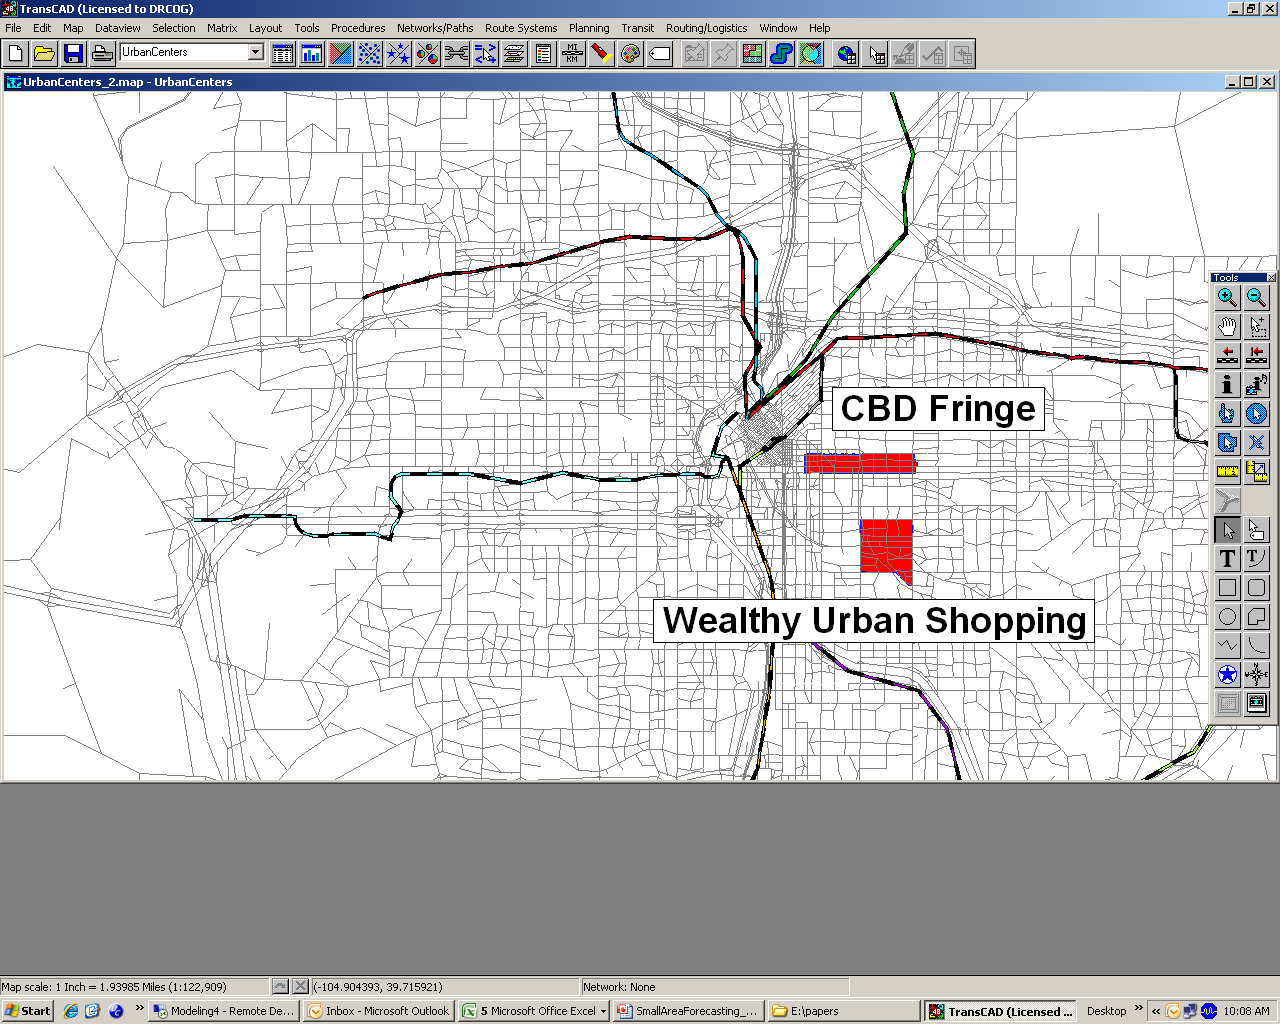 TransCAD (Licensed to DRCOG)
File Edit Map Dataview Selection Matrix Layout Tools Procedures Networks/Paths Route Systems Planning Transit Routing/Logistics Window Help
UrbanCenters
MI
KM
UrbanCenters_2.map - UrbanCenters
Tools
CBD Fringe
Wealthy Urban Shopping
Map scale: 1 Inch = 1.93985 Miles (1:122,909) (-104.904393, 39.715921) Network: None
Start Modeling4 - Remote De... Inbox - Microsoft Outlook 5 Microsoft Office Excel SmallAreaForecasting_... E:\papers TransCAD (Licensed ... Desktop 10:08 AM